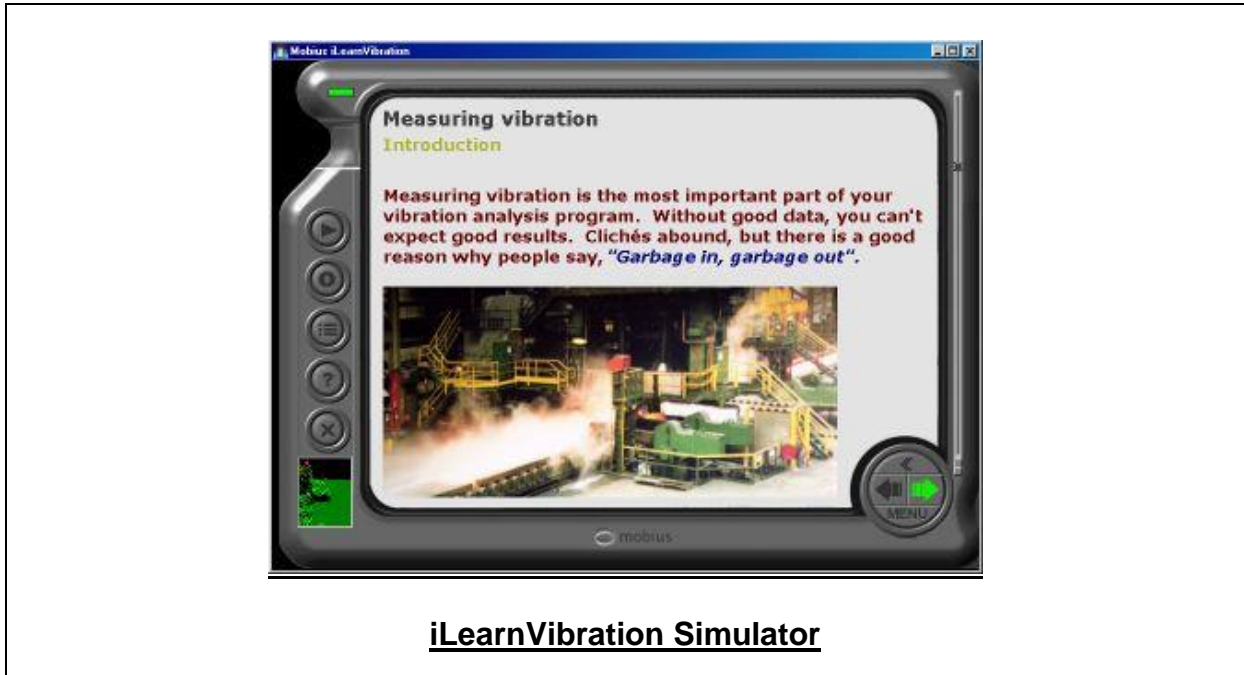 Mobius iLearnVibration
Measuring vibration
Introduction
Measuring vibration is the most important part of your
vibration analysis program.  Without good data, you can't
expect good results.  Clichés abound, but there is a good
reason why people say, "Garbage in, garbage out".
MENU
mobius
iLearnVibration Simulator